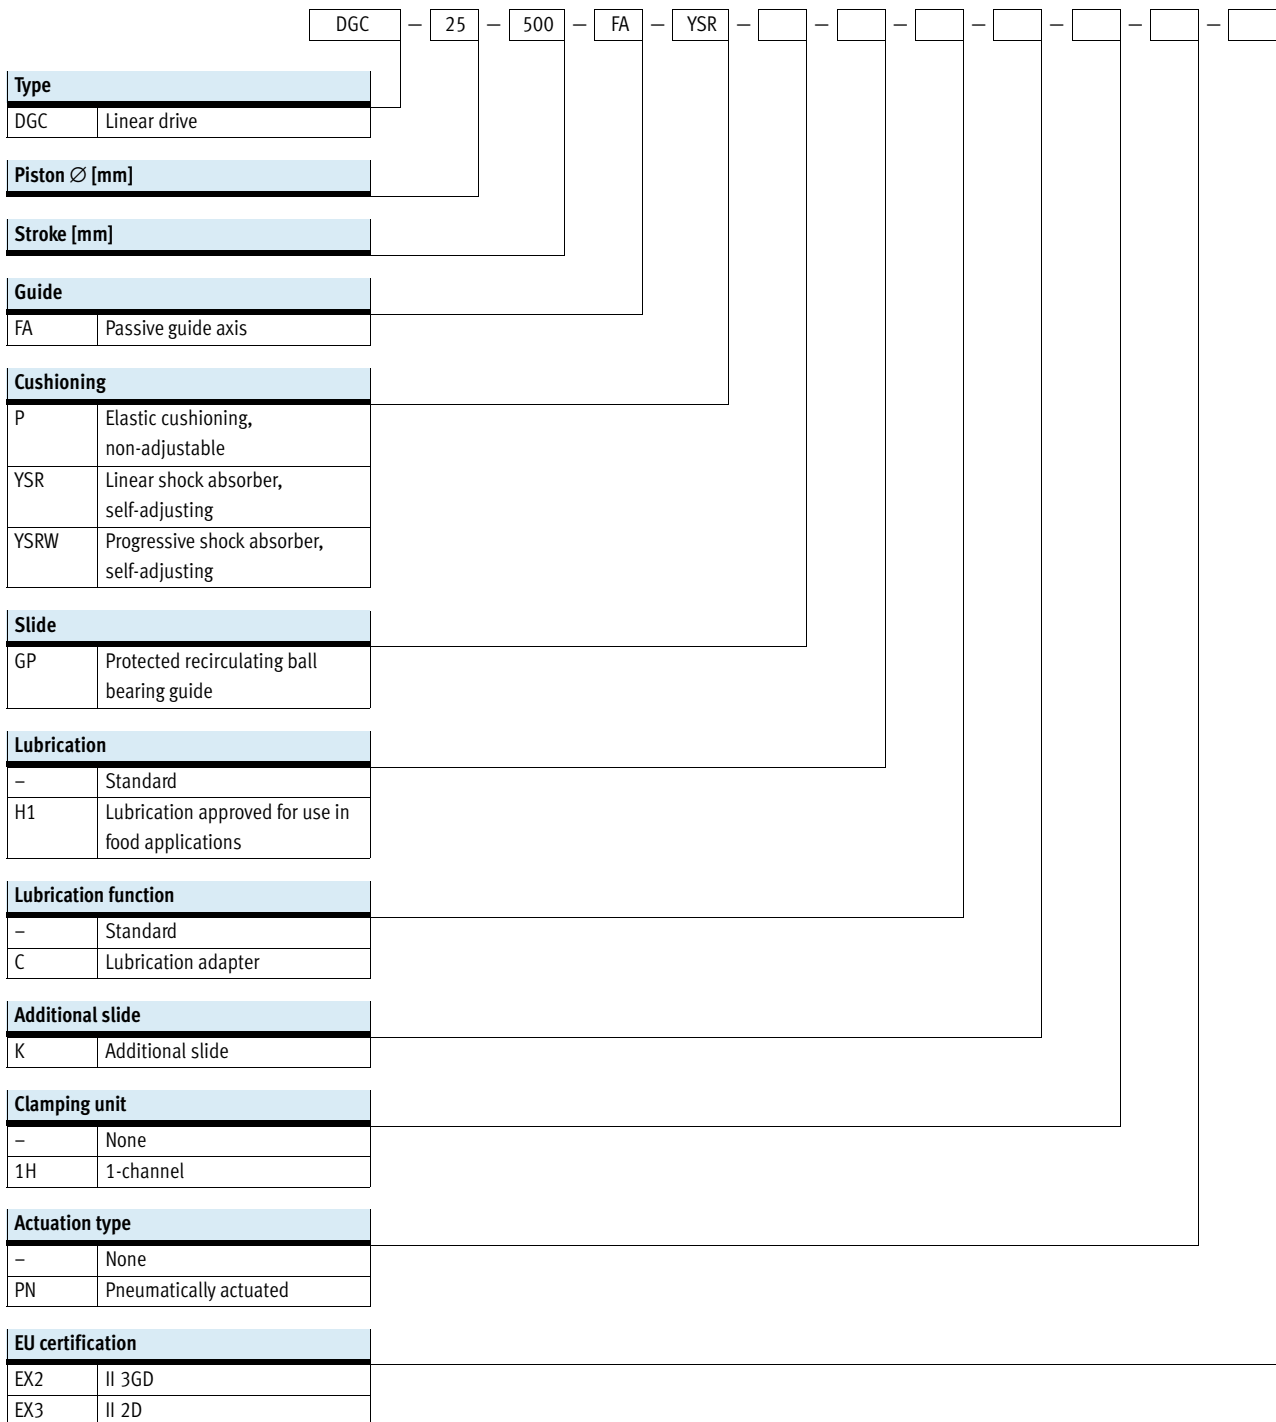 DGC – 25 – 500 – FA – YSR – – – – – – –
Type
DGC Linear drive
Piston ∅ [mm]
Stroke [mm]
Guide
FA Passive guide axis
Cushioning
P Elastic cushioning,
non-adjustable
YSR Linear shock absorber,
self-adjusting
YSRW Progressive shock absorber,
self-adjusting
Slide
GP Protected recirculating ball
bearing guide
Lubrication
– Standard
H1 Lubrication approved for use in
food applications
Lubrication function
– Standard
C Lubrication adapter
Additional slide
K Additional slide
Clamping unit
– None
1H 1-channel
Actuation type
– None
PN Pneumatically actuated
EU certification
EX2 II 3GD
EX3 II 2D